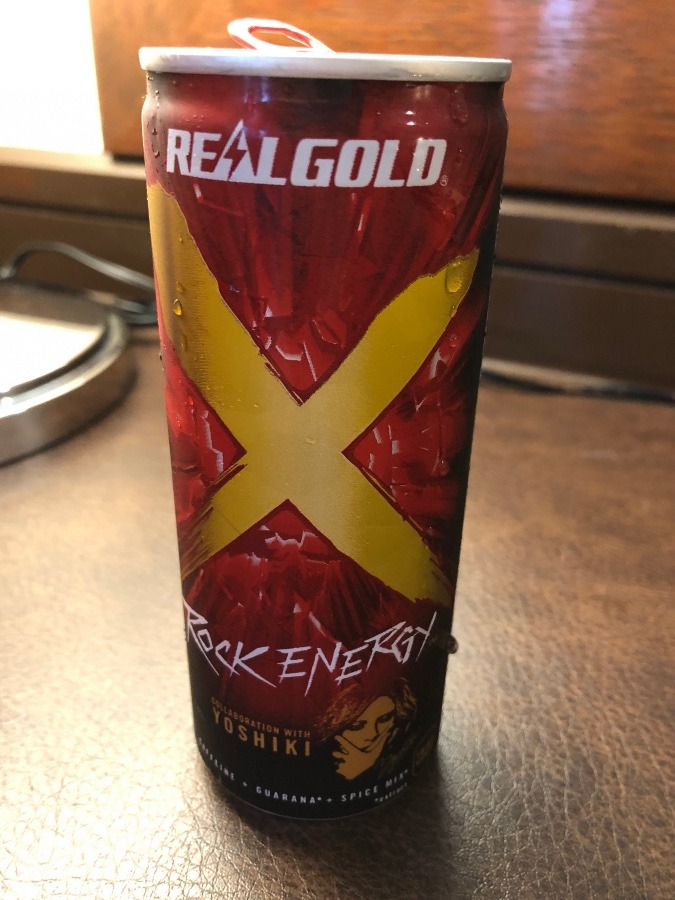 REALGOLD
X
ROCK ENERGY
COLLABORATION WITH
YOSHIKI
CAFFEINE + GUARANA* + SPICE MIX*